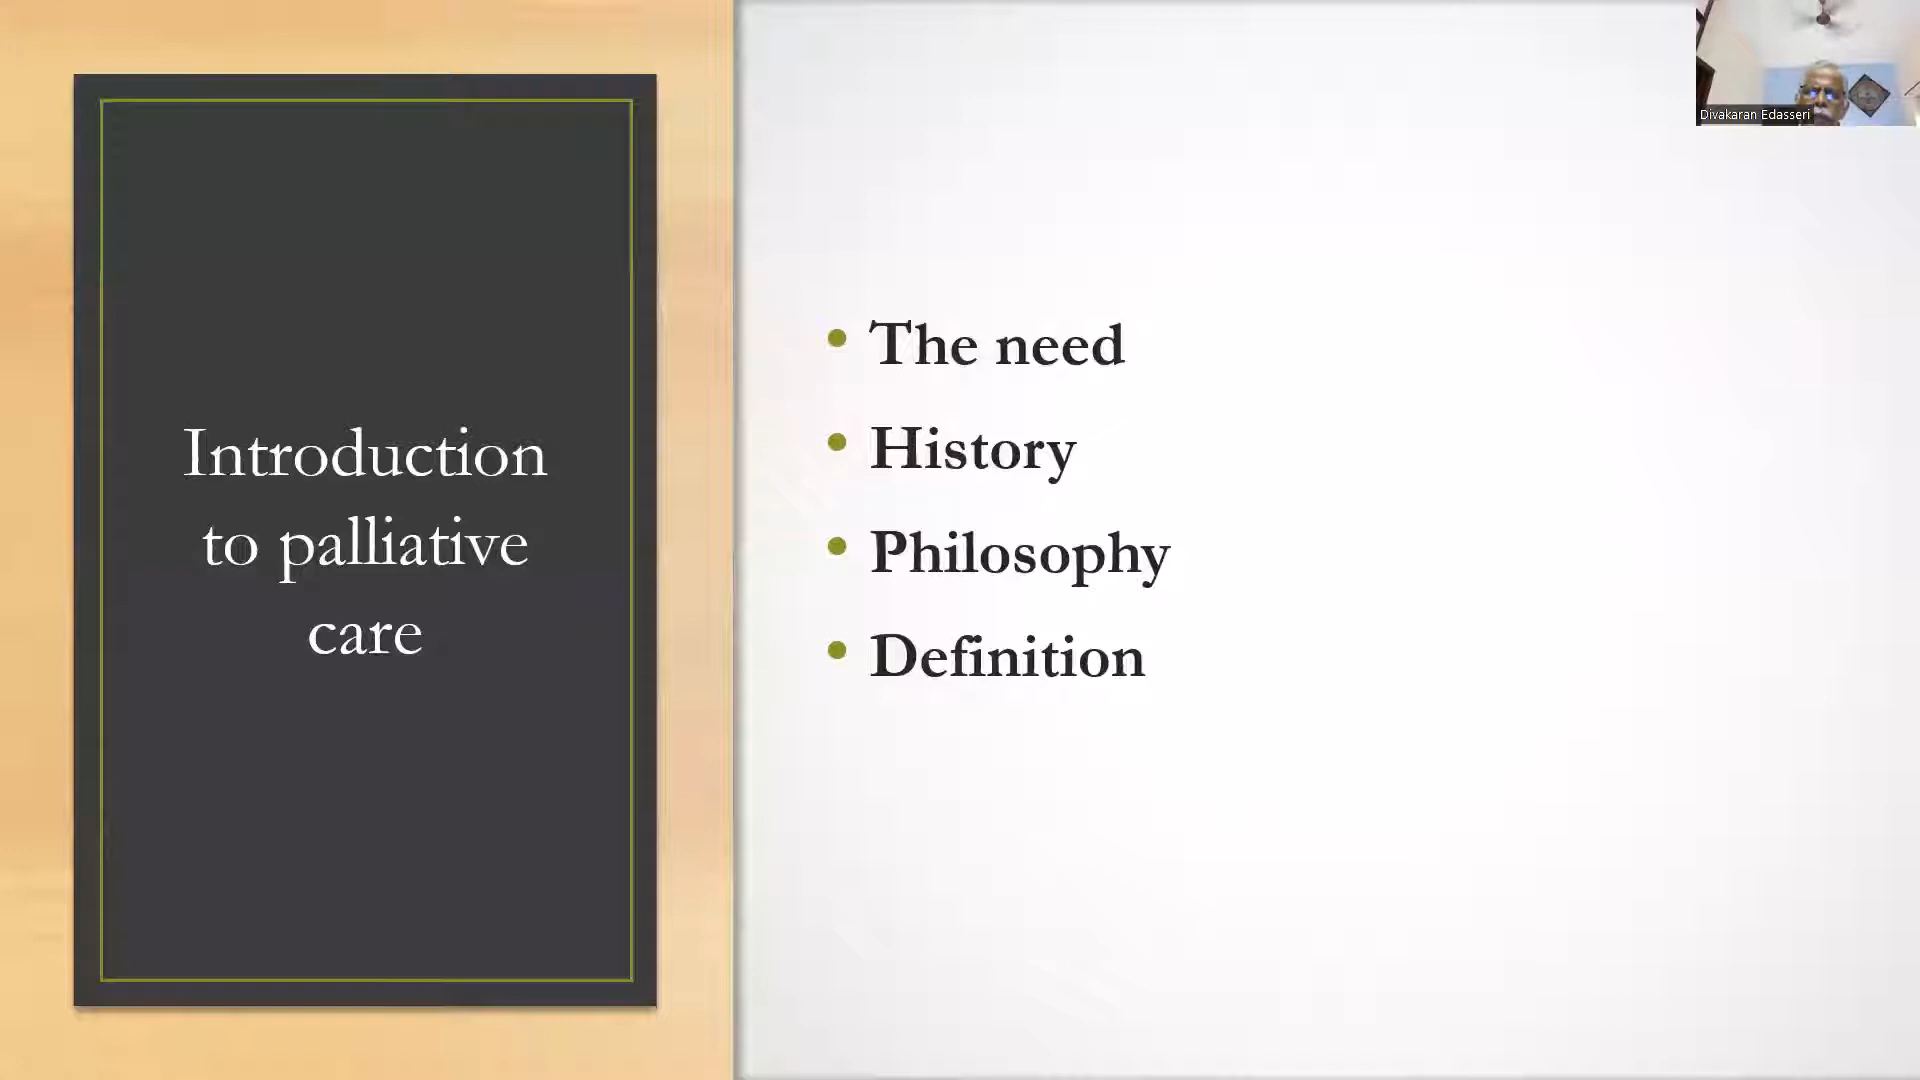 Introduction
to palliative
care
The need
History
Philosophy
Definition
Divakaran Edasseri